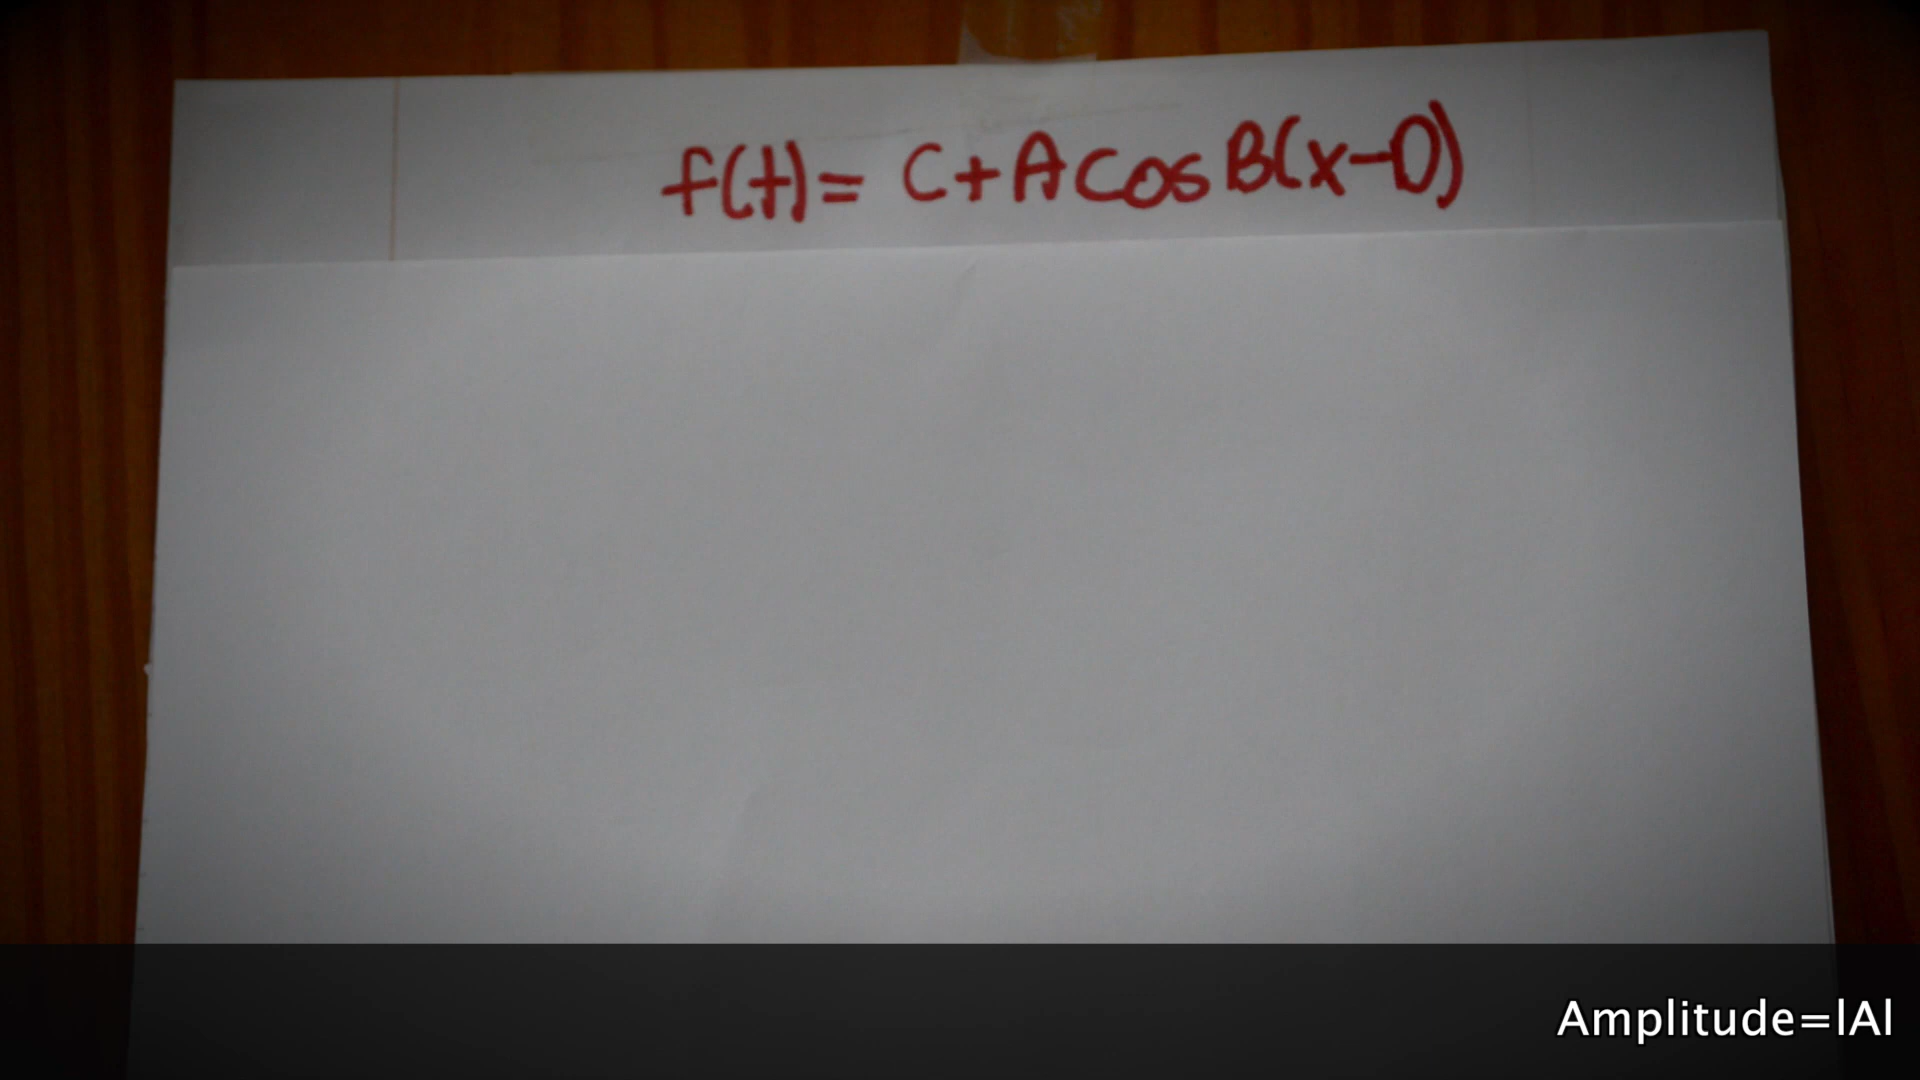 f(t)= C+A Cos B(x-D)
Amplitude=lAl